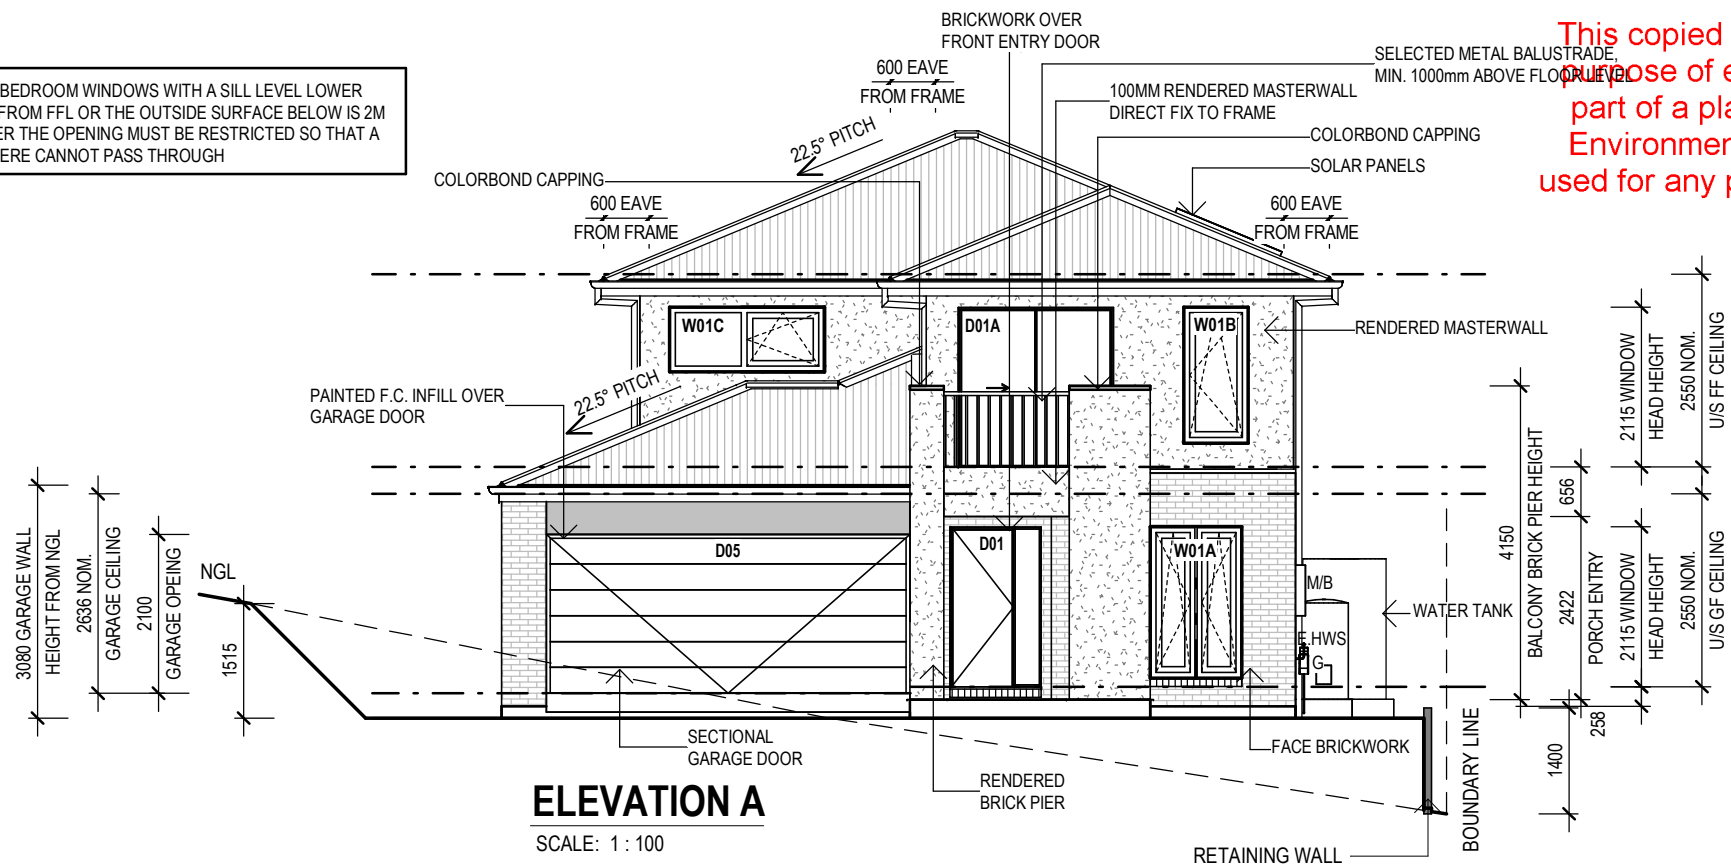 BRICKWORK OVER
FRONT ENTRY DOOR
This copied
purpose of e
part of a pla
Environmen
used for any p
SELECTED METAL BALUSTRADE,
MIN. 1000mm ABOVE FLOOR LEVEL
BEDROOM WINDOWS WITH A SILL LEVEL LOWER
FROM FFL OR THE OUTSIDE SURFACE BELOW IS 2M
ER THE OPENING MUST BE RESTRICTED SO THAT A
ERE CANNOT PASS THROUGH
600 EAVE
FROM FRAME
100MM RENDERED MASTERWALL
DIRECT FIX TO FRAME
22.5° PITCH
COLORBOND CAPPING
SOLAR PANELS
COLORBOND CAPPING
600 EAVE
FROM FRAME
600 EAVE
FROM FRAME
W01C
D01A
W01B
RENDERED MASTERWALL
PAINTED F.C. INFILL OVER
GARAGE DOOR
22.5° PITCH
D05
D01
W01A
NGL
M/B
E.HWS
G
WATER TANK
3080 GARAGE WALL
HEIGHT FROM NGL
2636 NOM.
GARAGE CEILING
2100
GARAGE OPEING
1515
4150
BALCONY BRICK PIER HEIGHT
656
2422
PORCH ENTRY
258
1400
2115 WINDOW
HEAD HEIGHT
2550 NOM.
U/S FF CEILING
2115 WINDOW
HEAD HEIGHT
2550 NOM.
U/S GF CEILING
SECTIONAL
GARAGE DOOR
RENDERED
BRICK PIER
FACE BRICKWORK
BOUNDARY LINE
RETAINING WALL
ELEVATION A
SCALE: 1 : 100